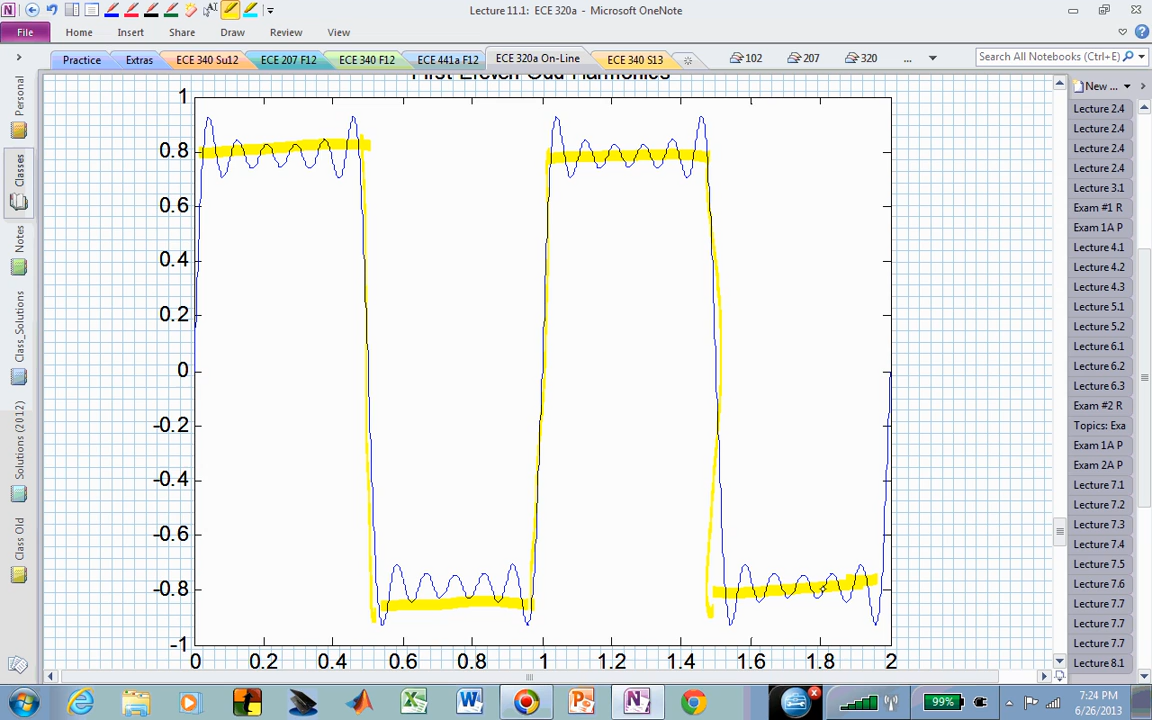 Lecture 11.1: ECE 320a - Microsoft OneNote
File Home Insert Share Draw Review View
Practice Extras ECE 340 Su12 ECE 207 F12 ECE 340 F12 ECE 441a F12 ECE 320a On-Line ECE 340 S13 102 207 320 ... Search All Notebooks (Ctrl+E)
Personal
Classes
Notes
Class_Solutions
Solutions (2012)
Class Old
First Eleven Odd Harmonics
1
0.8
0.6
0.4
0.2
0
-0.2
-0.4
-0.6
-0.8
-1
0 0.2 0.4 0.6 0.8 1 1.2 1.4 1.6 1.8 2
New ...
Lecture 2.4
Lecture 2.4
Lecture 2.4
Lecture 2.4
Lecture 3.1
Exam #1 R
Exam 1A P
Lecture 4.1
Lecture 4.2
Lecture 4.3
Lecture 5.1
Lecture 5.2
Lecture 6.1
Lecture 6.2
Lecture 6.3
Exam #2 R
Topics: Exa
Exam 1A P
Exam 2A P
Lecture 7.1
Lecture 7.2
Lecture 7.3
Lecture 7.4
Lecture 7.5
Lecture 7.6
Lecture 7.7
Lecture 7.7
Lecture 7.7
Lecture 8.1
99%
7:24 PM
6/26/2013